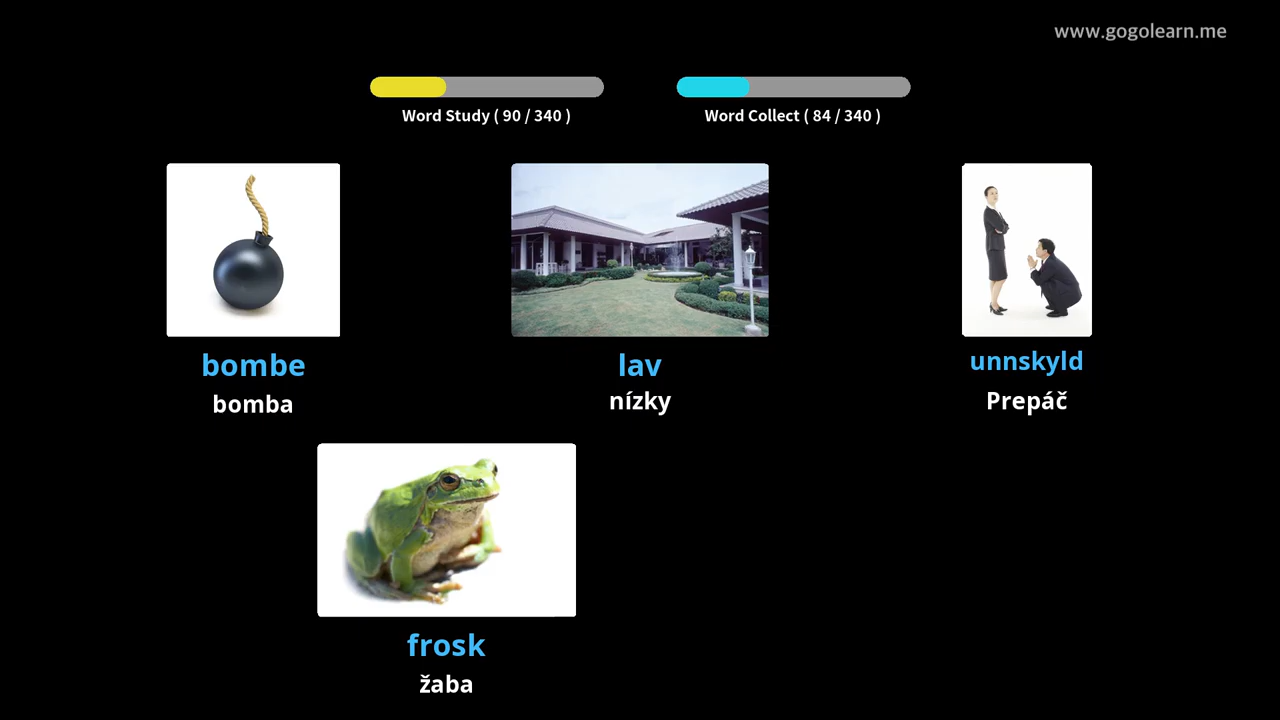 www.gogolearn.me
Word Study ( 90 / 340 )
Word Collect ( 84 / 340 )
bombe
bomba
lav
nízky
unnskyld
Prepáč
frosk
žaba